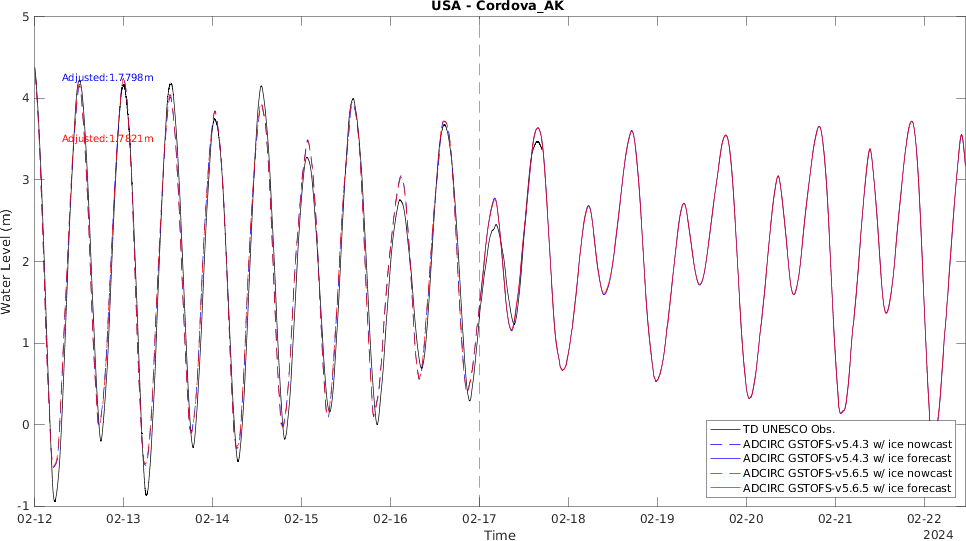 USA - Cordova_AK
5
4
3
2
1
0
-1
Water Level (m)
Adjusted:1.7798m
Adjusted:1.7821m
TD UNESCO Obs.
ADCIRC GSTOFS-v5.4.3 w/ ice nowcast
ADCIRC GSTOFS-v5.4.3 w/ ice forecast
ADCIRC GSTOFS-v5.6.5 w/ ice nowcast
ADCIRC GSTOFS-v5.6.5 w/ ice forecast
02-12 02-13 02-14 02-15 02-16 02-17 02-18 02-19 02-20 02-21 02-22
Time 2024